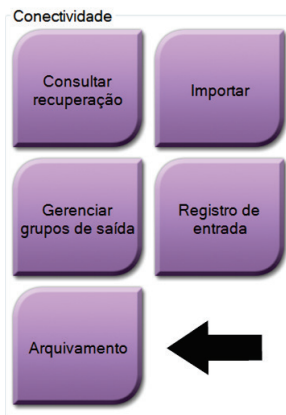 Conectividade
Consultar
recuperação
Importar
Gerenciar
grupos de saída
Registro de
entrada
Arquivamento